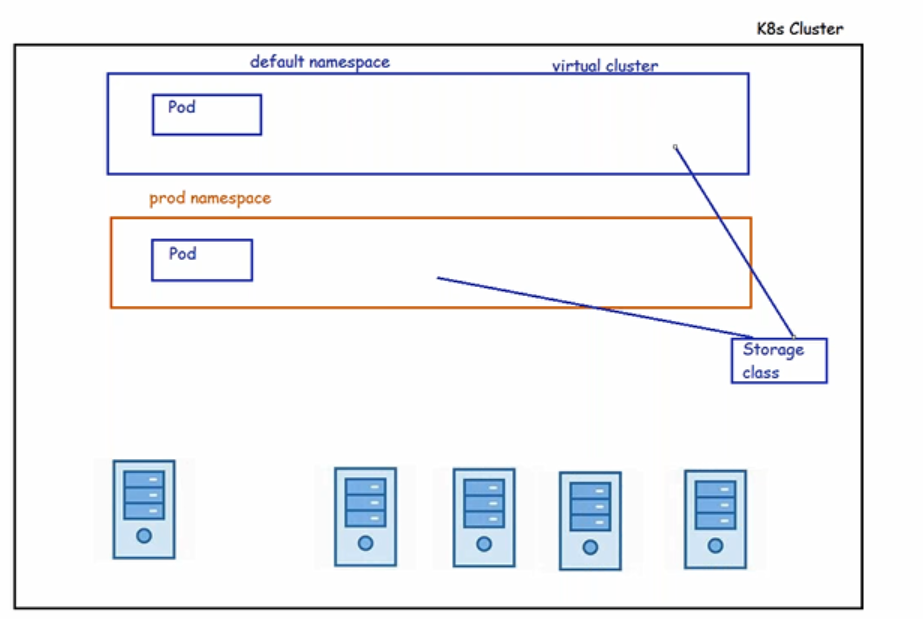 K8s Cluster
default namespace
virtual cluster
Pod
prod namespace
Pod
Storage
class